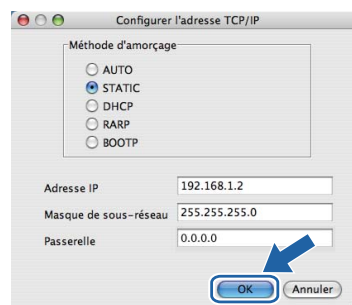 Configurer l'adresse TCP/IP
Méthode d'amorçage
AUTO
STATIC
DHCP
RARP
BOOTP
Adresse IP 192.168.1.2
Masque de sous-réseau 255.255.255.0
Passerelle 0.0.0.0
OK Annuler